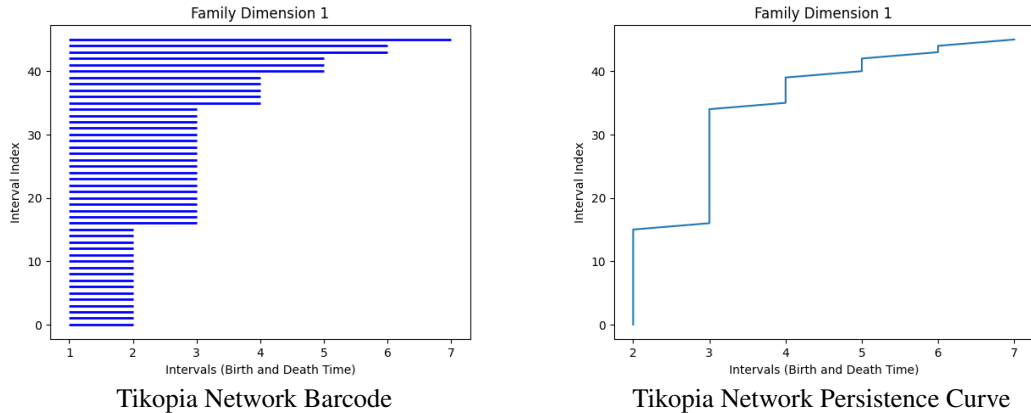 Family Dimension 1
Interval Index
40
30
20
10
0
1 2 3 4 5 6 7
Intervals (Birth and Death Time)
Tikopia Network Barcode
Family Dimension 1
Interval Index
40
30
20
10
0
2 3 4 5 6 7
Intervals (Birth and Death Time)
Tikopia Network Persistence Curve